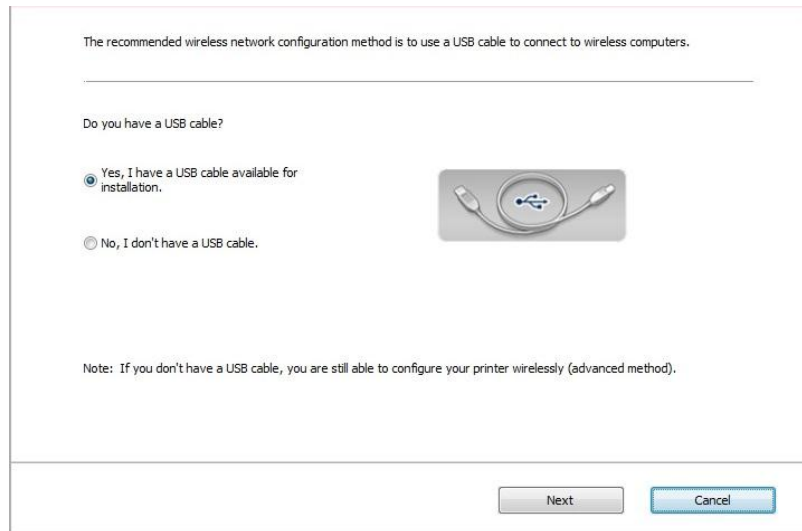 The recommended wireless network configuration method is to use a USB cable to connect to wireless computers.
Do you have a USB cable?
Yes, I have a USB cable available for
installation.
No, I don't have a USB cable.
Note: If you don't have a USB cable, you are still able to configure your printer wirelessly (advanced method).
Next
Cancel